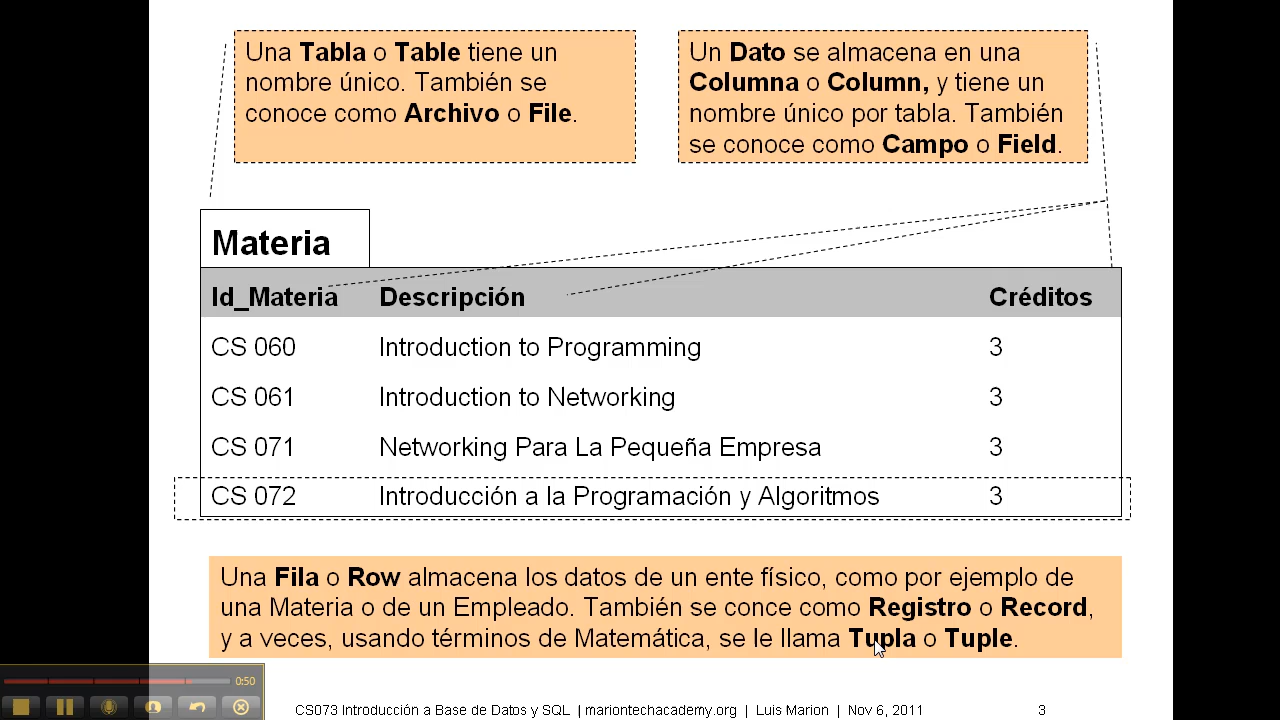 Una Tabla o Table tiene un
nombre único. También se
conoce como Archivo o File.
Un Dato se almacena en una
Columna o Column, y tiene un
nombre único por tabla. También
se conoce como Campo o Field.
Materia
Id_Materia Descripción Créditos
CS 060 Introduction to Programming 3
CS 061 Introduction to Networking 3
CS 071 Networking Para La Pequeña Empresa 3
CS 072 Introducción a la Programación y Algoritmos 3
Una Fila o Row almacena los datos de un ente físico, como por ejemplo de
una Materia o de un Empleado. También se conce como Registro o Record,
y a veces, usando términos de Matemática, se le llama Tupla o Tuple.
0:50
CS073 Introducción a Base de Datos y SQL | mariontechacademy.org | Luis Marion | Nov 6, 2011 3